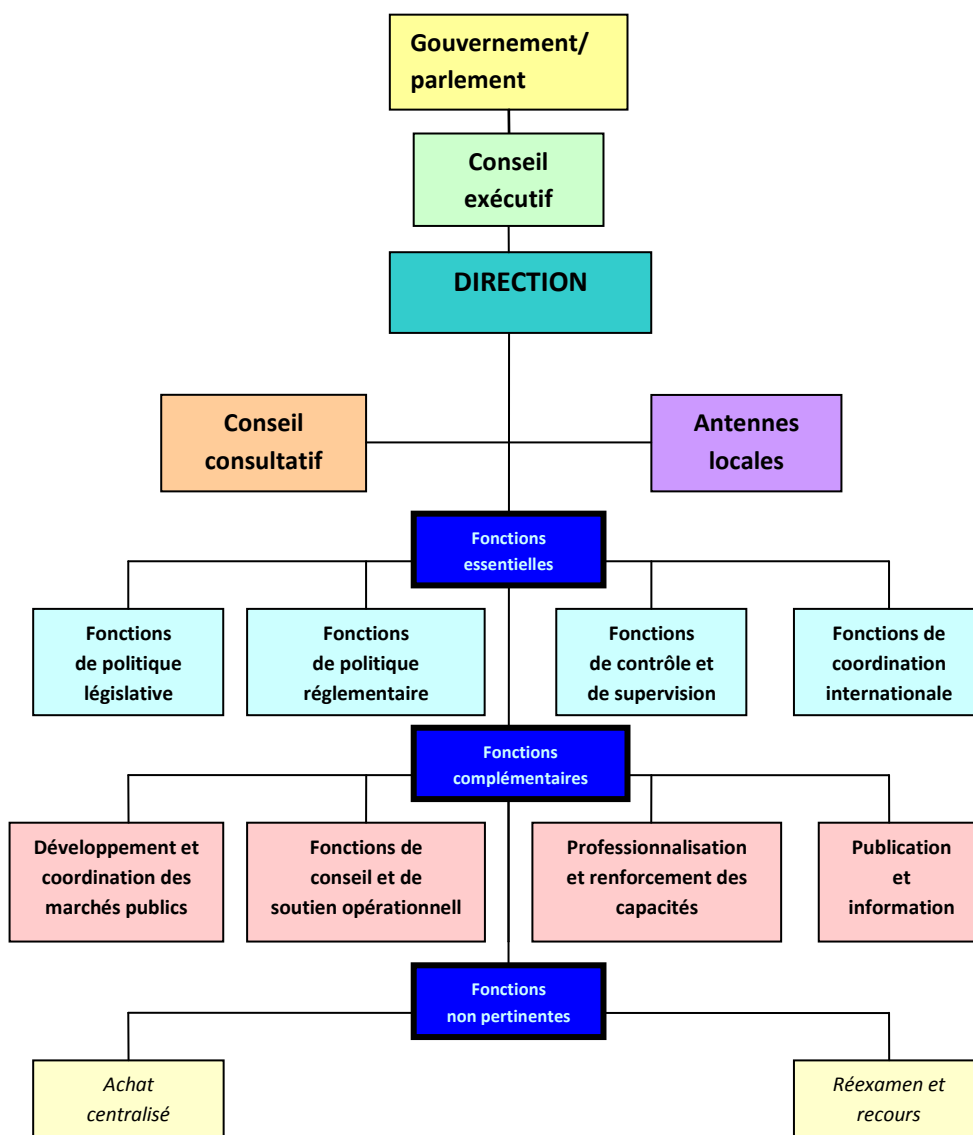 Gouvernement/
parlement
Conseil
exécutif
DIRECTION
Conseil
consultatif
Antennes
locales
Fonctions
essentielles
Fonctions
de politique
législative
Fonctions
de politique
réglementaire
Fonctions
de contrôle et
de supervision
Fonctions de
coordination
internationale
Fonctions
complémentaires
Développement et
coordination des
marchés publics
Fonctions de
conseil et de
soutien opérationnell
Professionnalisation
et renforcement des
capacités
Publication
et
information
Fonctions
non pertinentes
Achat
centralisé
Réexamen et
recours